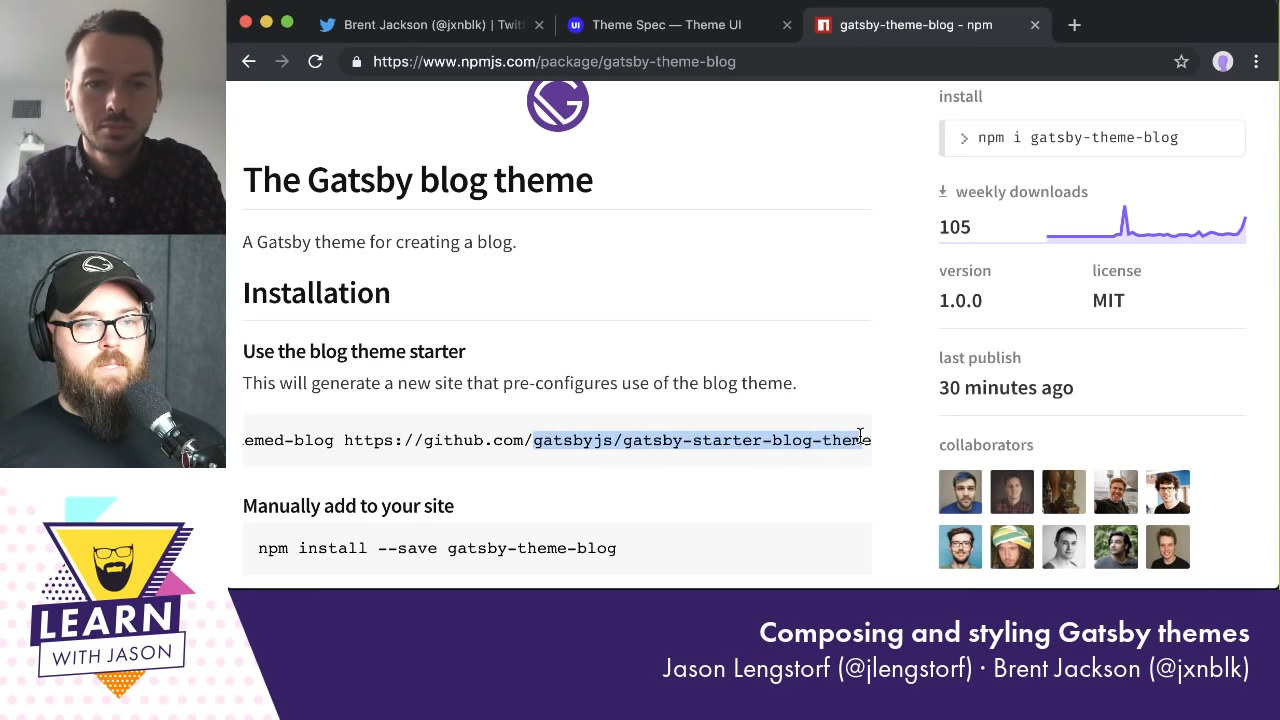 Brent Jackson (@jxnblk) | Twitt
Theme Spec — Theme UI
gatsby-theme-blog - npm
https://www.npmjs.com/package/gatsby-theme-blog
The Gatsby blog theme
A Gatsby theme for creating a blog.
Installation
Use the blog theme starter
This will generate a new site that pre-configures use of the blog theme.
emed-blog https://github.com/gatsbyjs/gatsby-starter-blog-theme
Manually add to your site
npm install --save gatsby-theme-blog
install
npm i gatsby-theme-blog
weekly downloads
105
version
license
1.0.0
MIT
last publish
30 minutes ago
collaborators
LEARN
WITH JASON
Composing and styling Gatsby themes
Jason Lengstorf (@jlengstorf) · Brent Jackson (@jxnblk)